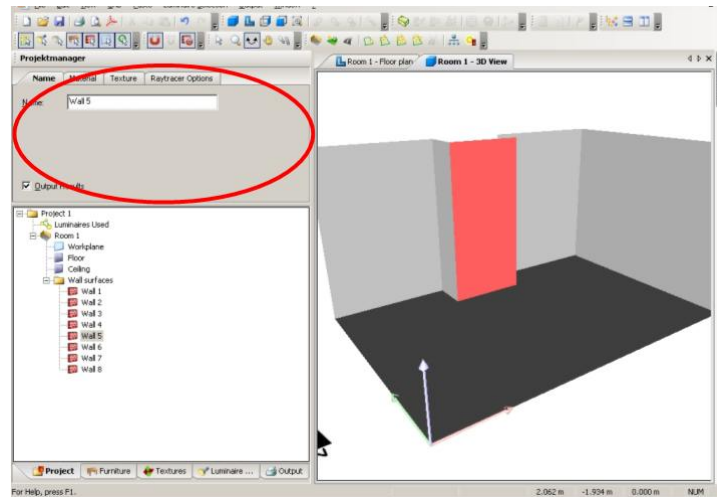 Projektmanager
Name Material Texture Raytracer Options
Name: Wall 5
Output Results
Project 1
Luminaires Used
Room 1
Workplane
Floor
Ceiling
Wall surfaces
Wall 1
Wall 2
Wall 3
Wall 4
Wall 5
Wall 6
Wall 7
Wall 8
Project Furniture Textures Luminaire ... Output
Room 1 - Floor plan Room 1 - 3D View
For Help, press F1.
2.062 m -1.934 m 0.000 m NUM